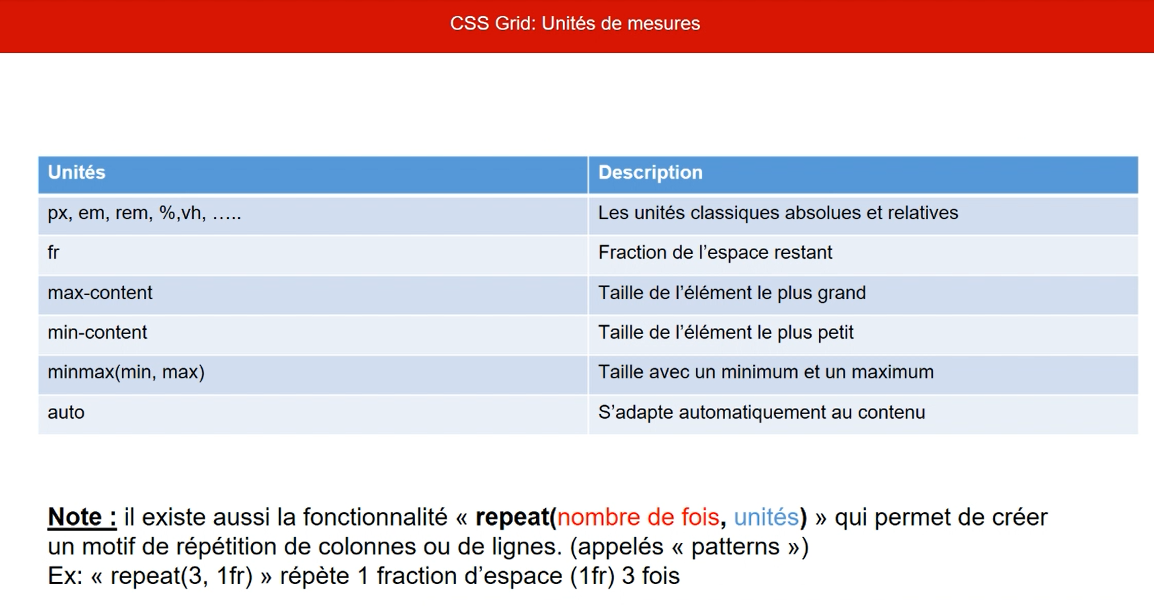 CSS Grid: Unités de mesures
Unités Description
px, em, rem, %,vh, ….. Les unités classiques absolues et relatives
fr Fraction de l’espace restant
max-content Taille de l’élément le plus grand
min-content Taille de l’élément le plus petit
minmax(min, max) Taille avec un minimum et un maximum
auto S’adapte automatiquement au contenu
Note : il existe aussi la fonctionnalité « repeat(nombre de fois, unités) » qui permet de créer
un motif de répétition de colonnes ou de lignes. (appelés « patterns »)
Ex: « repeat(3, 1fr) » répète 1 fraction d’espace (1fr) 3 fois